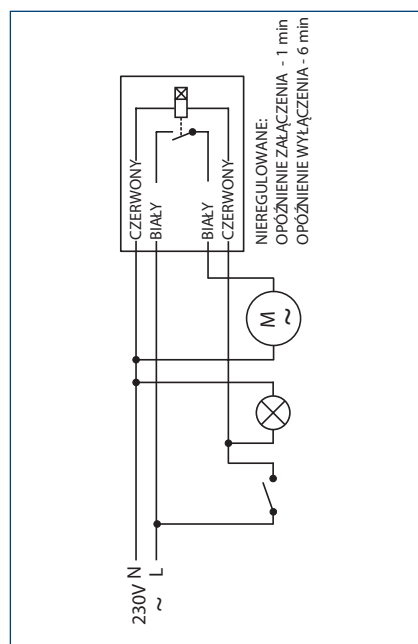 CZERWONY
BIAŁY
BIAŁY
CZERWONY
NIEREGULOWANE:
OPÓŹNIENIE ZAŁĄCZENIA - 1 min
OPÓŹNIENIE WYŁĄCZENIA - 6 min
M
~
230V N
~ L